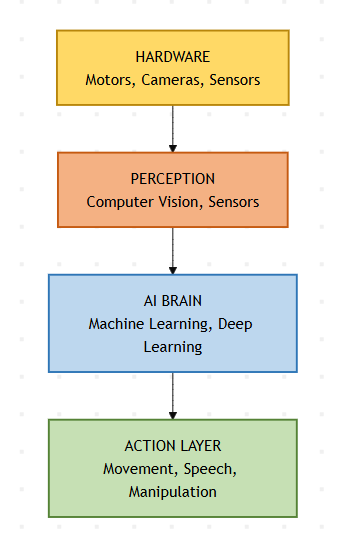 HARDWARE
Motors, Cameras, Sensors
PERCEPTION
Computer Vision, Sensors
AI BRAIN
Machine Learning, Deep
Learning
ACTION LAYER
Movement, Speech,
Manipulation